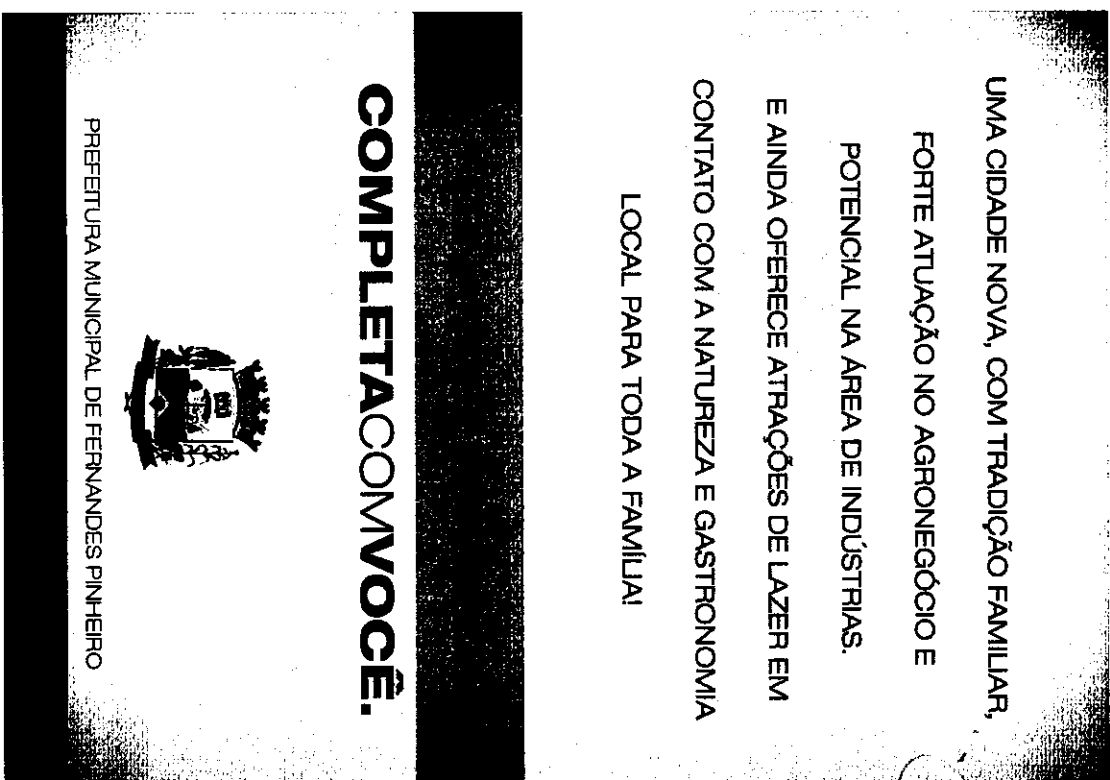 UMA CIDADE NOVA, COM TRADIÇÃO FAMILIAR,
FORTE ATUAÇÃO NO AGRONEGÓCIO E
POTENCIAL NA ÁREA DE INDÚSTRIAS.
E AINDA OFERECE ATRAÇÕES DE LAZER EM
CONTATO COM A NATUREZA E GASTRONOMIA
LOCAL PARA TODA A FAMÍLIA!
COMPLETACOMVOCÊ.
PREFEITURA MUNICIPAL DE FERNANDES PINHEIRO